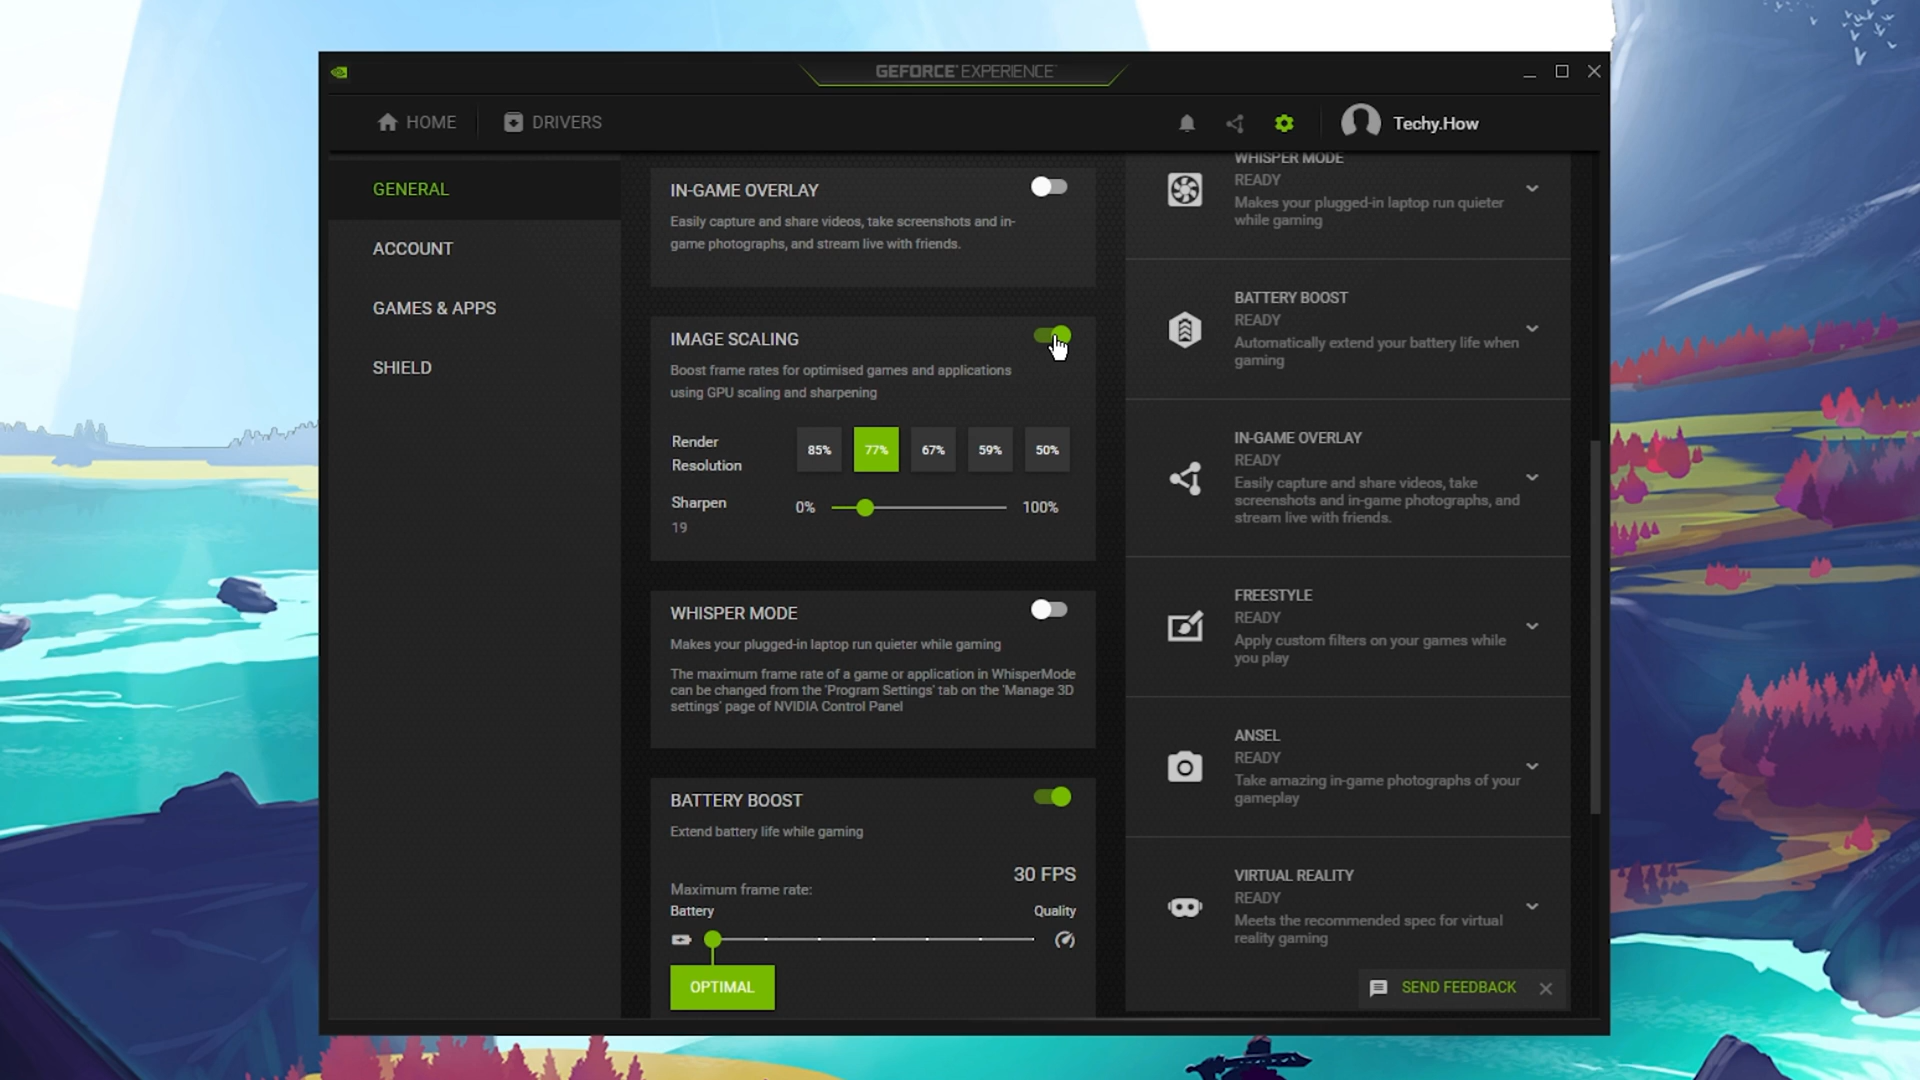 GEFORCE EXPERIENCE
HOME
DRIVERS
Techy.How
GENERAL
ACCOUNT
GAMES & APPS
SHIELD
IN-GAME OVERLAY
Easily capture and share videos, take screenshots and in-
game photographs, and stream live with friends.
IMAGE SCALING
Boost frame rates for optimised games and applications
using GPU scaling and sharpening
Render
Resolution
85%
77%
67%
59%
50%
Sharpen
19
0%
100%
WHISPER MODE
Makes your plugged-in laptop run quieter while gaming
The maximum frame rate of a game or application in WhisperMode
can be changed from the 'Program Settings' tab on the 'Manage 3D
settings' page of NVIDIA Control Panel
BATTERY BOOST
Extend battery life while gaming
30 FPS
Maximum frame rate:
Battery
Quality
OPTIMAL
WHISPER MODE
READY
Makes your plugged-in laptop run quieter
while gaming
BATTERY BOOST
READY
Automatically extend your battery life when
gaming
IN-GAME OVERLAY
READY
Easily capture and share videos, take
screenshots and in-game photographs, and
stream live with friends.
FREESTYLE
READY
Apply custom filters on your games while
you play
ANSEL
READY
Take amazing in-game photographs of your
gameplay
VIRTUAL REALITY
READY
Meets the recommended spec for virtual
reality gaming
SEND FEEDBACK